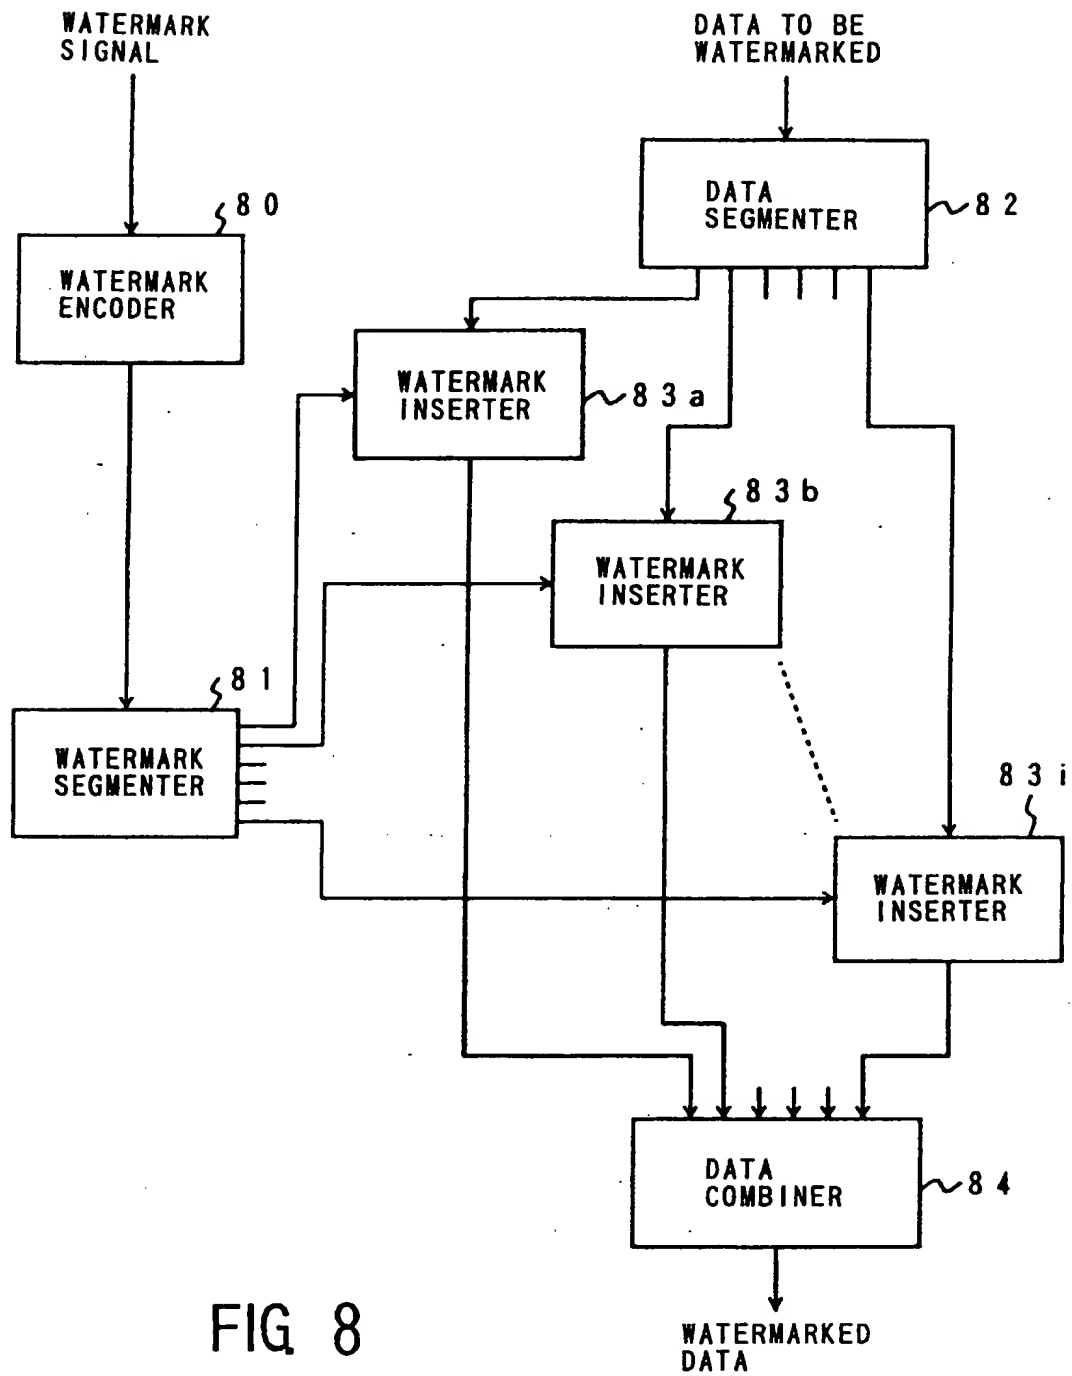 WATERMARK
SIGNAL
DATA TO BE
WATERMARKED
80
WATERMARK
ENCODER
DATA
SEGMENTER
82
WATERMARK
INSERTER
83a
83b
WATERMARK
INSERTER
81
WATERMARK
SEGMENTER
83i
WATERMARK
INSERTER
DATA
COMBINER
84
WATERMARKED
DATA
FIG. 8